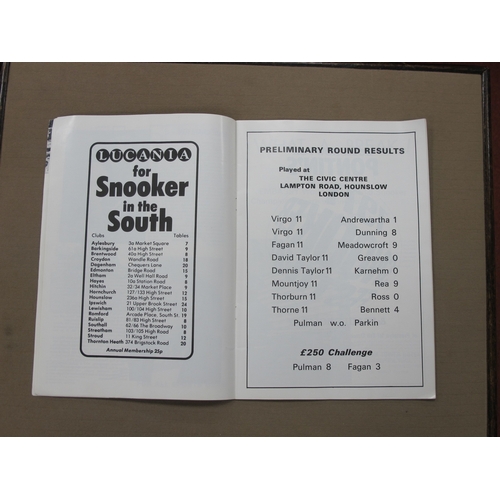 LUCANIA
for
Snooker
in the
South
Clubs Tables
Aylesbury 3a Market Square 7
Barkingside 61a High Street 9
Brentwood 40a High Street 8
Croydon Wandle Road 18
Dagenham Chequers Lane 20
Edmonton Bridge Road 15
Eltham 2a Well Hall Road
Hayes 10a Station Road 8
Hitchin 32/34 Market Place 9
Hornchurch 127/133 High Street 12
Hounslow 236a High Street 15
Ipswich 21 Upper Brook Street 24
Lewisham 100/104 High Street 10
Romford Arcade Place, South St 19
Ruislip 81/83 High Street 8
Southall 62/66 The Broadway 10
Streatham 103/105 High Road 8
Stroud 11 King Street 12
Thornton Heath 374 Brigstock Road 20
Annual Membership 25p
PRELIMINARY ROUND RESULTS
Played at
THE CIVIC CENTRE
LAMPTON ROAD, HOUNSLOW
LONDON
Virgo 11 Andrewartha 1
Virgo 11 Dunning 8
Fagan 11 Meadowcroft 9
David Taylor 11 Greaves 0
Dennis Taylor 11 Karnehm 0
Mountjoy 11 Rea 9
Thorburn 11 Ross 0
Thorne 11 Bennett 4
Pulman w.o. Parkin
£250 Challenge
Pulman 8 Fagan 3